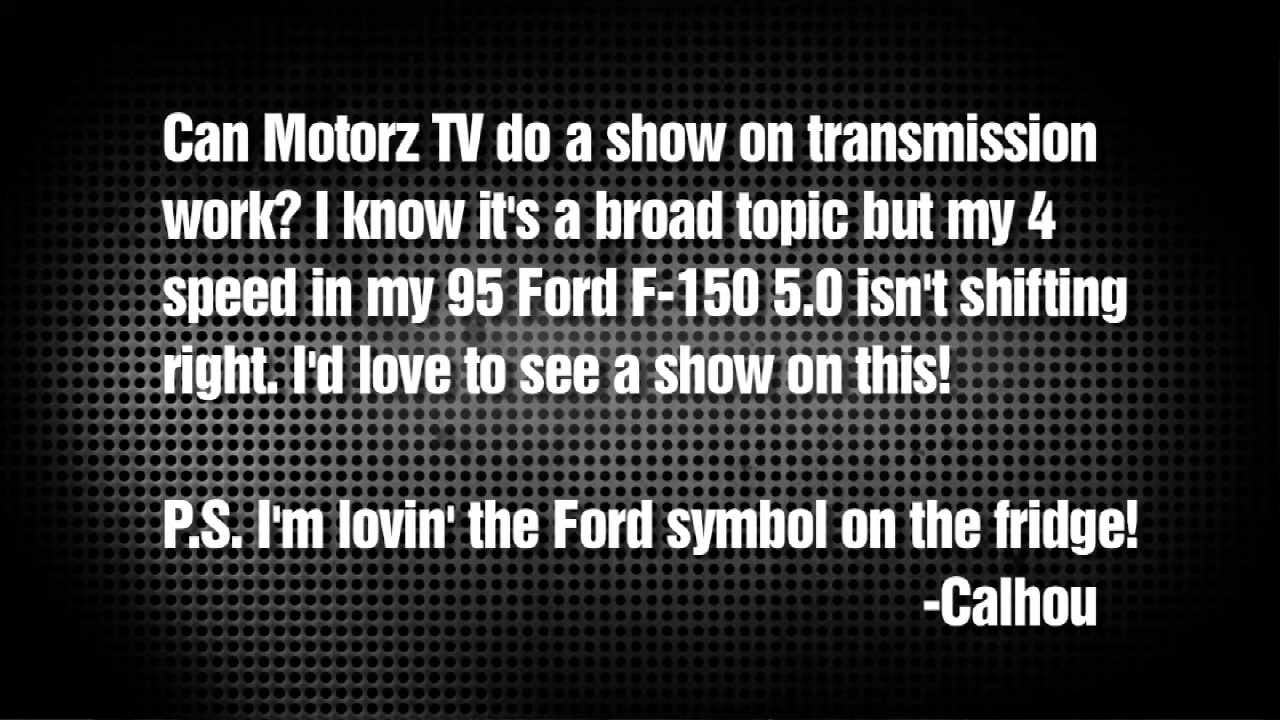 Can Motorz TV do a show on transmission
work? I know it's a broad topic but my 4
speed in my 95 Ford F-150 5.0 isn't shifting
right. I'd love to see a show on this!
P.S. I'm lovin' the Ford symbol on the fridge!
-Calhou